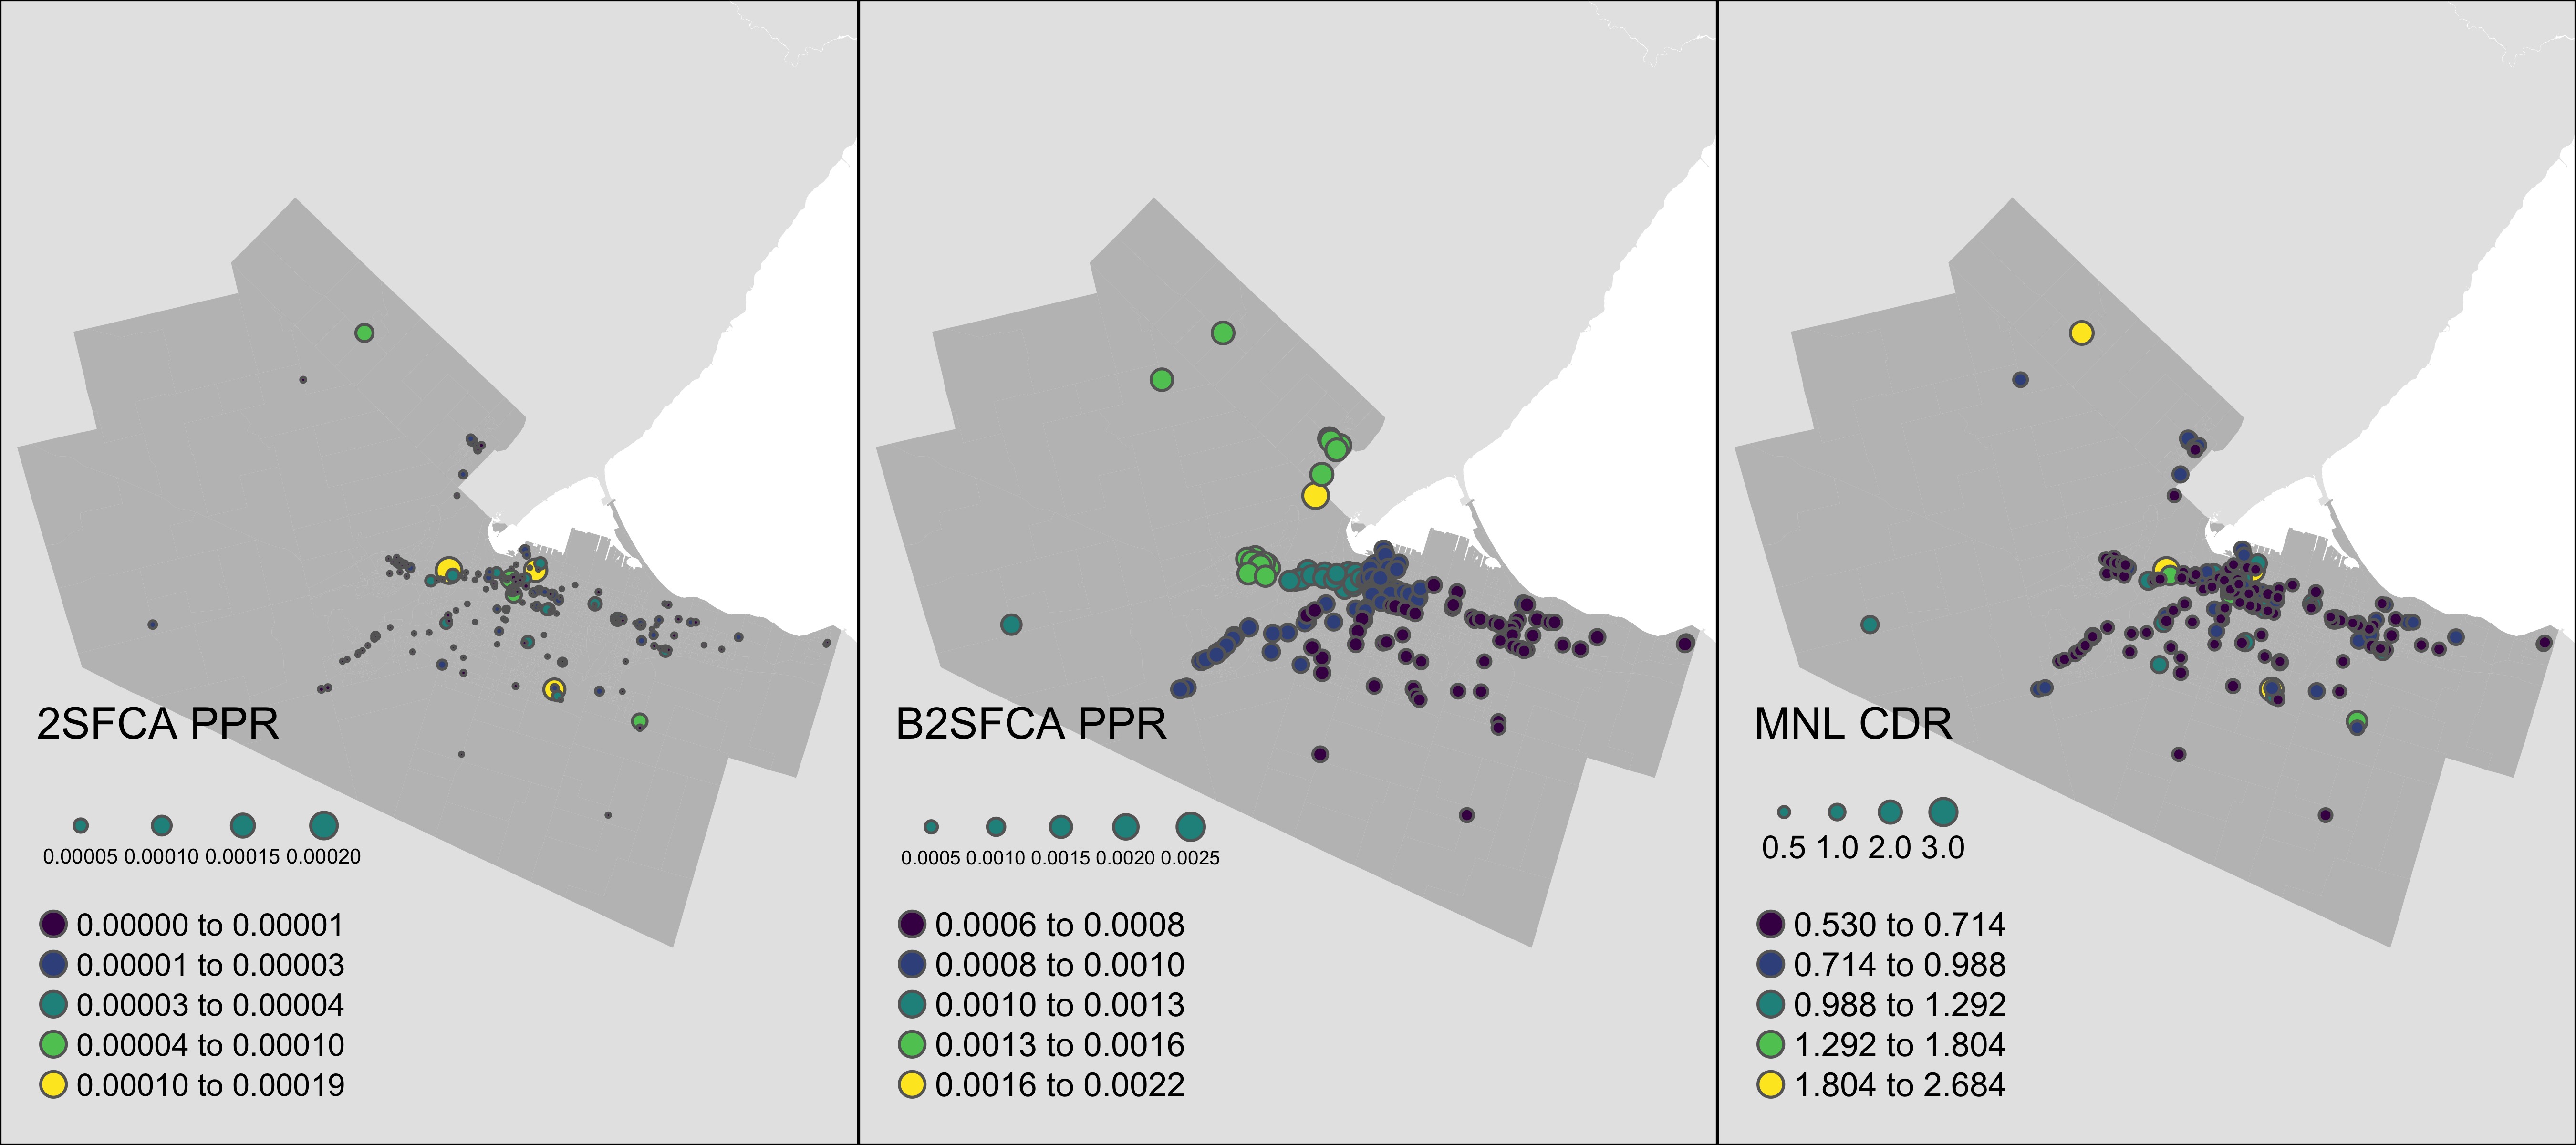 2SFCA PPR
0.00005 0.00010 0.00015 0.00020
0.00000 to 0.00001
0.00001 to 0.00003
0.00003 to 0.00004
0.00004 to 0.00010
0.00010 to 0.00019
B2SFCA PPR
0.0005 0.0010 0.0015 0.0020 0.0025
0.0006 to 0.0008
0.0008 to 0.0010
0.0010 to 0.0013
0.0013 to 0.0016
0.0016 to 0.0022
MNL CDR
0.5 1.0 2.0 3.0
0.530 to 0.714
0.714 to 0.988
0.988 to 1.292
1.292 to 1.804
1.804 to 2.684